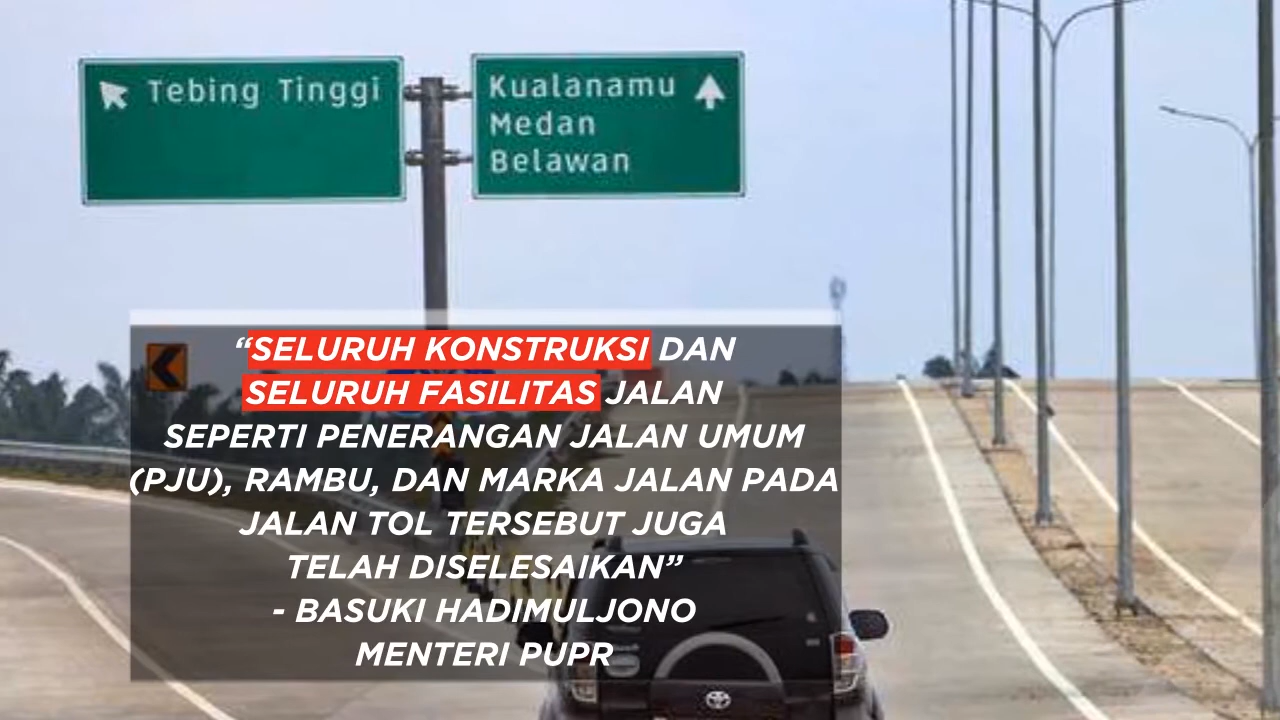 Tebing Tinggi
Kualanamu
Medan
Belawan
“SELURUH KONSTRUKSI DAN
SELURUH FASILITAS JALAN
SEPERTI PENERANGAN JALAN UMUM
(PJU), RAMBU, DAN MARKA JALAN PADA
JALAN TOL TERSEBUT JUGA
TELAH DISELESAIKAN”
- BASUKI HADIMULJONO
MENTERI PUPR